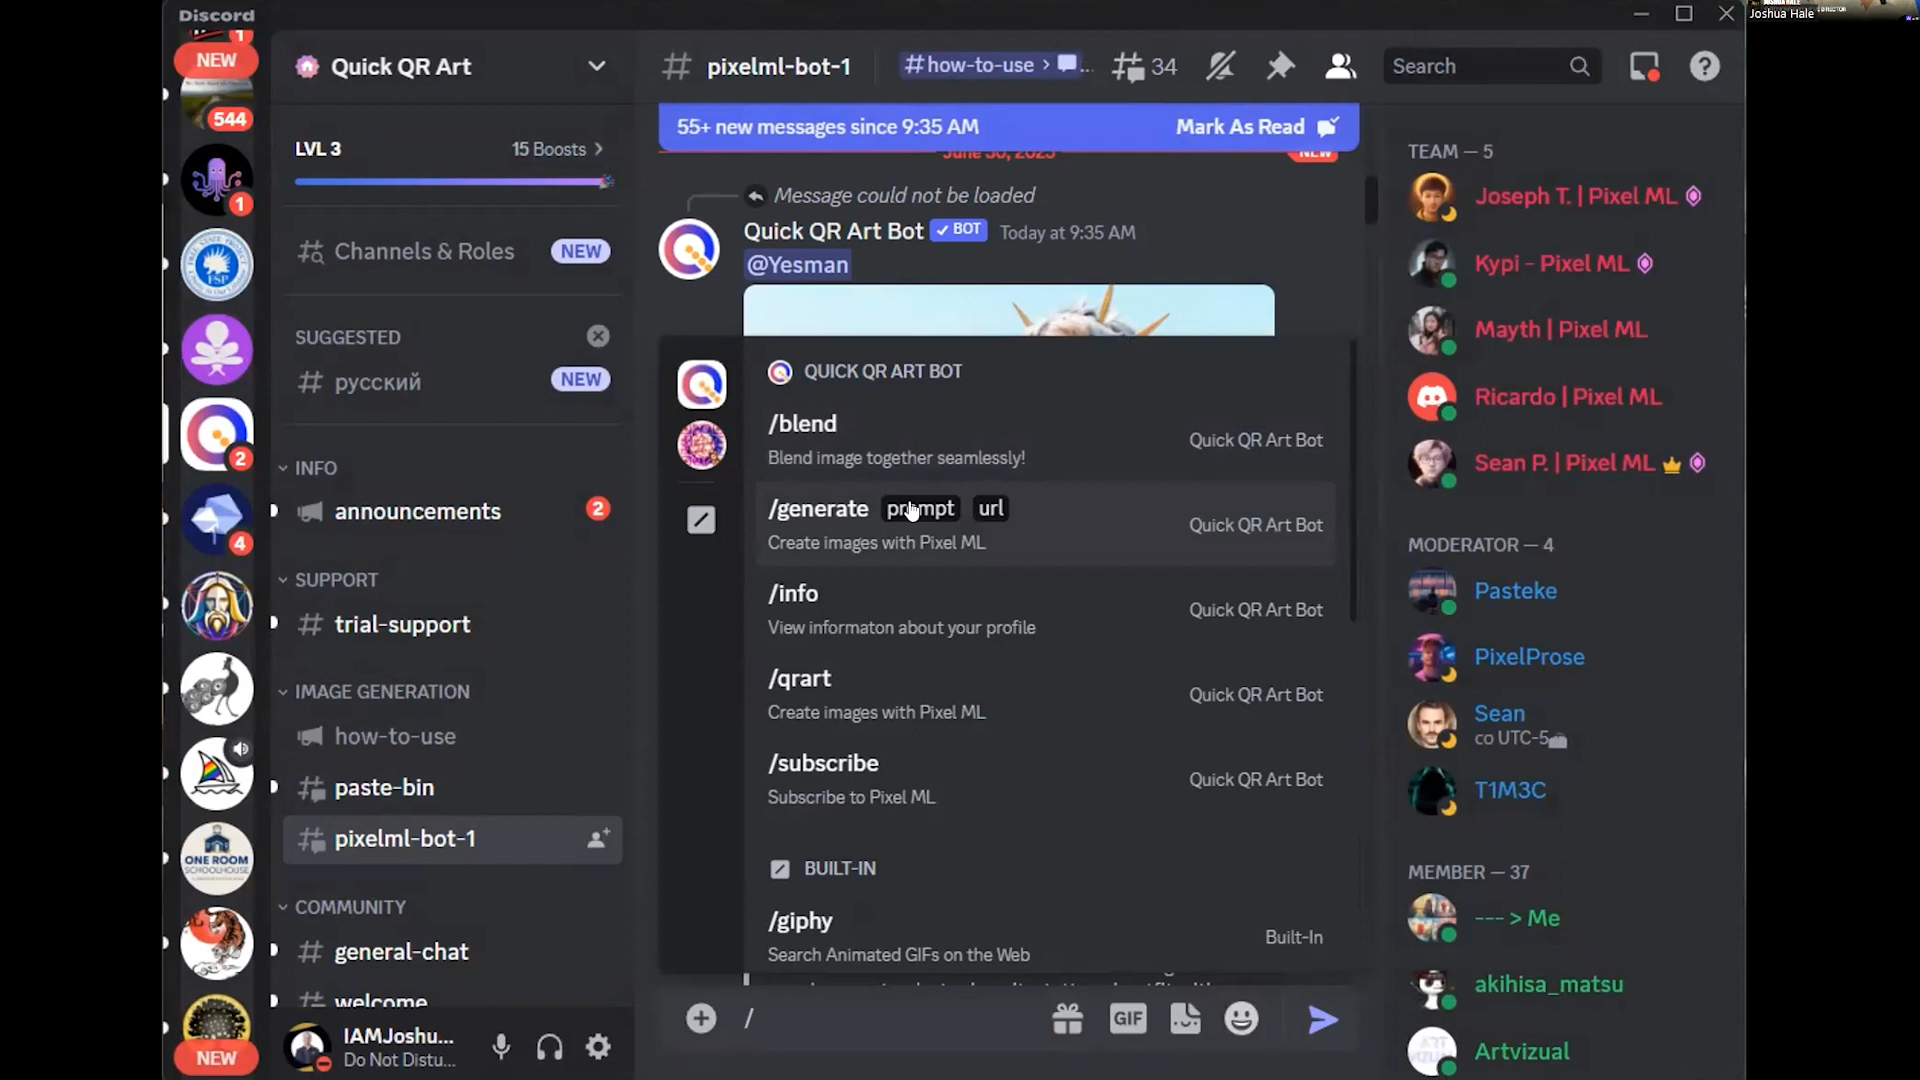 Discord
Joshua Hale
NEW
544
1
2
4
ONE ROOM
SCHOOLHOUSE
NEW
Quick QR Art
LVL 3
15 Boosts
Channels & Roles
NEW
SUGGESTED
русский
NEW
INFO
announcements
2
SUPPORT
trial-support
IMAGE GENERATION
how-to-use
paste-bin
pixelml-bot-1
COMMUNITY
general-chat
welcome
IAMJoshu...
Do Not Distu...
pixelml-bot-1
#how-to-use > ...
34
Search
55+ new messages since 9:35 AM
Mark As Read
June 30, 2023
NEW
Message could not be loaded
Quick QR Art Bot BOT Today at 9:35 AM
@Yesman
QUICK QR ART BOT
/blend
Blend image together seamlessly!
Quick QR Art Bot
/generate prompt url
Create images with Pixel ML
Quick QR Art Bot
/info
View informaton about your profile
Quick QR Art Bot
/qrart
Create images with Pixel ML
Quick QR Art Bot
/subscribe
Subscribe to Pixel ML
Quick QR Art Bot
BUILT-IN
/giphy
Search Animated GIFs on the Web
Built-In
/
GIF
TEAM — 5
Joseph T. | Pixel ML
Kypi - Pixel ML
Mayth | Pixel ML
Ricardo | Pixel ML
Sean P. | Pixel ML
MODERATOR — 4
Pasteke
PixelProse
Sean
co UTC-5
T1M3C
MEMBER — 37
--- > Me
akihisa_matsu
Artvizual